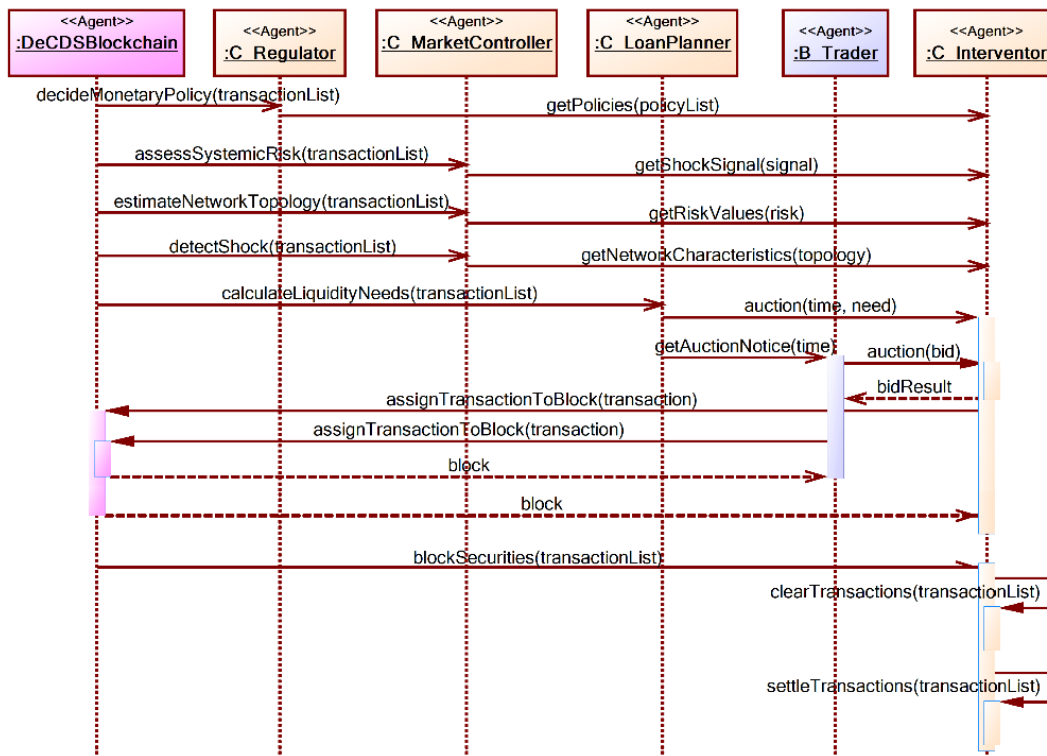 <<Agent>>
:DeCDSBlockchain
<<Agent>>
:C_Regulator
<<Agent>>
:C_MarketController
<<Agent>>
:C_LoanPlanner
<<Agent>>
:B_Trader
<<Agent>>
:C_Interventor
decideMonetaryPolicy(transactionList)
getPolicies(policyList)
assessSystemicRisk(transactionList)
getShockSignal(signal)
estimateNetworkTopology(transactionList)
getRiskValues(risk)
detectShock(transactionList)
getNetworkCharacteristics(topology)
calculateLiquidityNeeds(transactionList)
auction(time, need)
getAuctionNotice(time)
auction(bid)
bidResult
assignTransactionToBlock(transaction)
assignTransactionToBlock(transaction)
block
block
blockSecurities(transactionList)
clearTransactions(transactionList)
settleTransactions(transactionList)